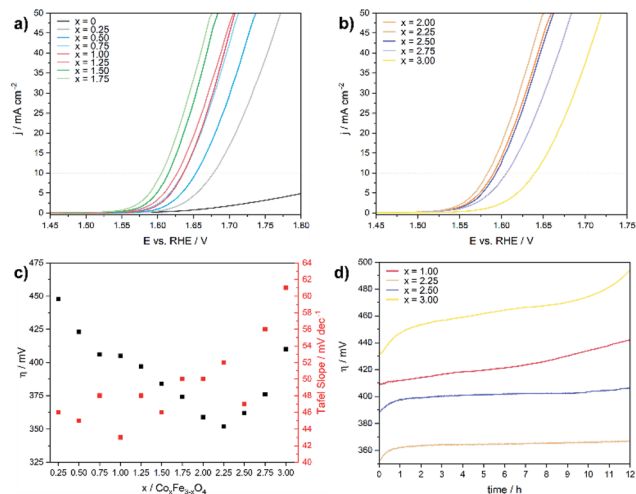 a)
x = 0
x = 0.25
x = 0.50
x = 0.75
x = 1.00
x = 1.25
x = 1.50
x = 1.75
j / mA cm⁻²
50
45
40
35
30
25
20
15
10
5
0
1.45 1.50 1.55 1.60 1.65 1.70 1.75 1.80
E vs. RHE / V
b)
x = 2.00
x = 2.25
x = 2.50
x = 2.75
x = 3.00
j / mA cm⁻²
50
45
40
35
30
25
20
15
10
5
0
1.45 1.50 1.55 1.60 1.65 1.70 1.75
E vs. RHE / V
c)
η / mV
475
450
425
400
375
350
325
64
62
60
58
56
54
52
50
48
46
44
42
40
Tafel Slope / mV dec⁻¹
0.25 0.50 0.75 1.00 1.25 1.50 1.75 2.00 2.25 2.50 2.75 3.00
x / CoₓFe₃₋ₓO₄
d)
x = 1.00
x = 2.25
x = 2.50
x = 3.00
η / mV
500
480
460
440
420
400
380
360
0 1 2 3 4 5 6 7 8 9 10 11 12
time / h